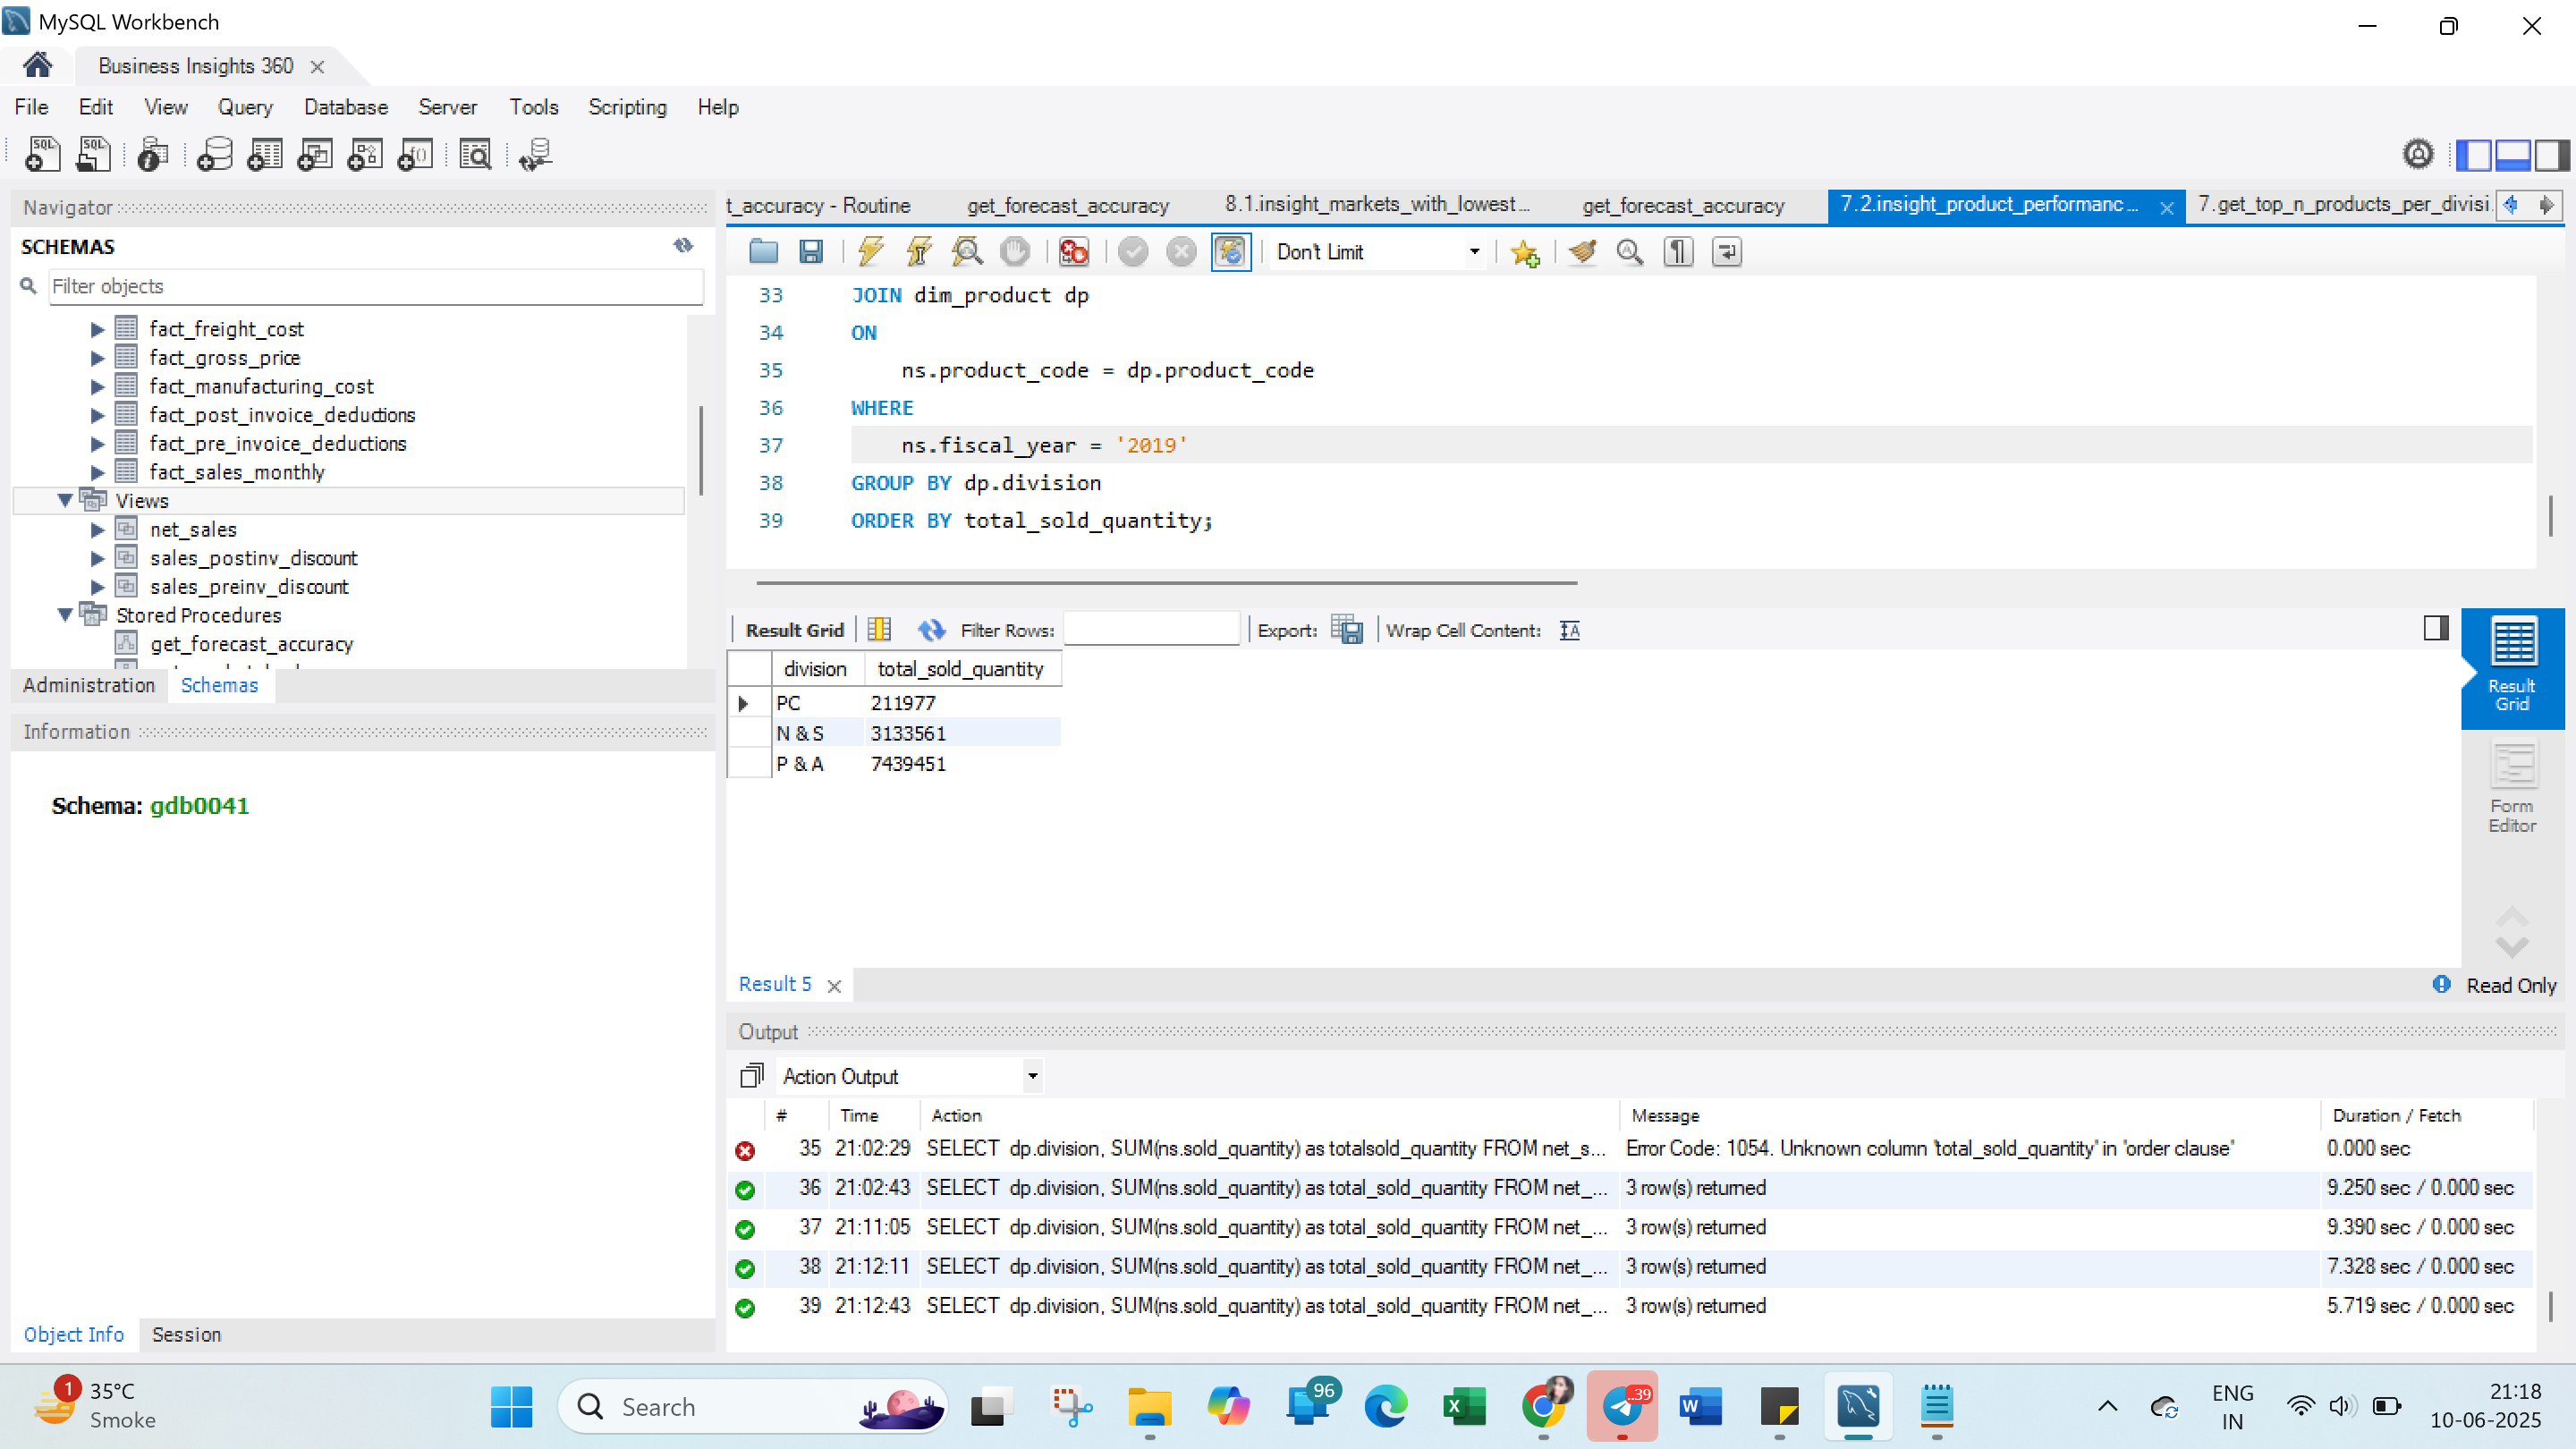 MySQL Workbench
Business Insights 360
File Edit View Query Database Server Tools Scripting Help
Navigator
SCHEMAS
Filter objects
fact_freight_cost
fact_gross_price
fact_manufacturing_cost
fact_post_invoice_deductions
fact_pre_invoice_deductions
fact_sales_monthly
Views
net_sales
sales_postinv_discount
sales_preinv_discount
Stored Procedures
get_forecast_accuracy
Administration Schemas
Information
Schema: gdb0041
Object Info Session
t_accuracy - Routine get_forecast_accuracy 8.1.insight_markets_with_lowest... get_forecast_accuracy 7.2.insight_product_performanc... 7.get_top_n_products_per_divisi
Don't Limit
33 JOIN dim_product dp
34 ON
35 ns.product_code = dp.product_code
36 WHERE
37 ns.fiscal_year = '2019'
38 GROUP BY dp.division
39 ORDER BY total_sold_quantity;
Result Grid Filter Rows: Export: Wrap Cell Content:
division total_sold_quantity
PC 211977
N & S 3133561
P & A 7439451
Result
Grid
Form
Editor
Result 5
Read Only
Output
Action Output
# Time Action Message Duration / Fetch
35 21:02:29 SELECT dp.division, SUM(ns.sold_quantity) as totalsold_quantity FROM net_s... Error Code: 1054. Unknown column 'total_sold_quantity' in 'order clause' 0.000 sec
36 21:02:43 SELECT dp.division, SUM(ns.sold_quantity) as total_sold_quantity FROM net_... 3 row(s) returned 9.250 sec / 0.000 sec
37 21:11:05 SELECT dp.division, SUM(ns.sold_quantity) as total_sold_quantity FROM net_... 3 row(s) returned 9.390 sec / 0.000 sec
38 21:12:11 SELECT dp.division, SUM(ns.sold_quantity) as total_sold_quantity FROM net_... 3 row(s) returned 7.328 sec / 0.000 sec
39 21:12:43 SELECT dp.division, SUM(ns.sold_quantity) as total_sold_quantity FROM net_... 3 row(s) returned 5.719 sec / 0.000 sec
1
35°C
Smoke
Search
96
..39
ENG
IN
21:18
10-06-2025